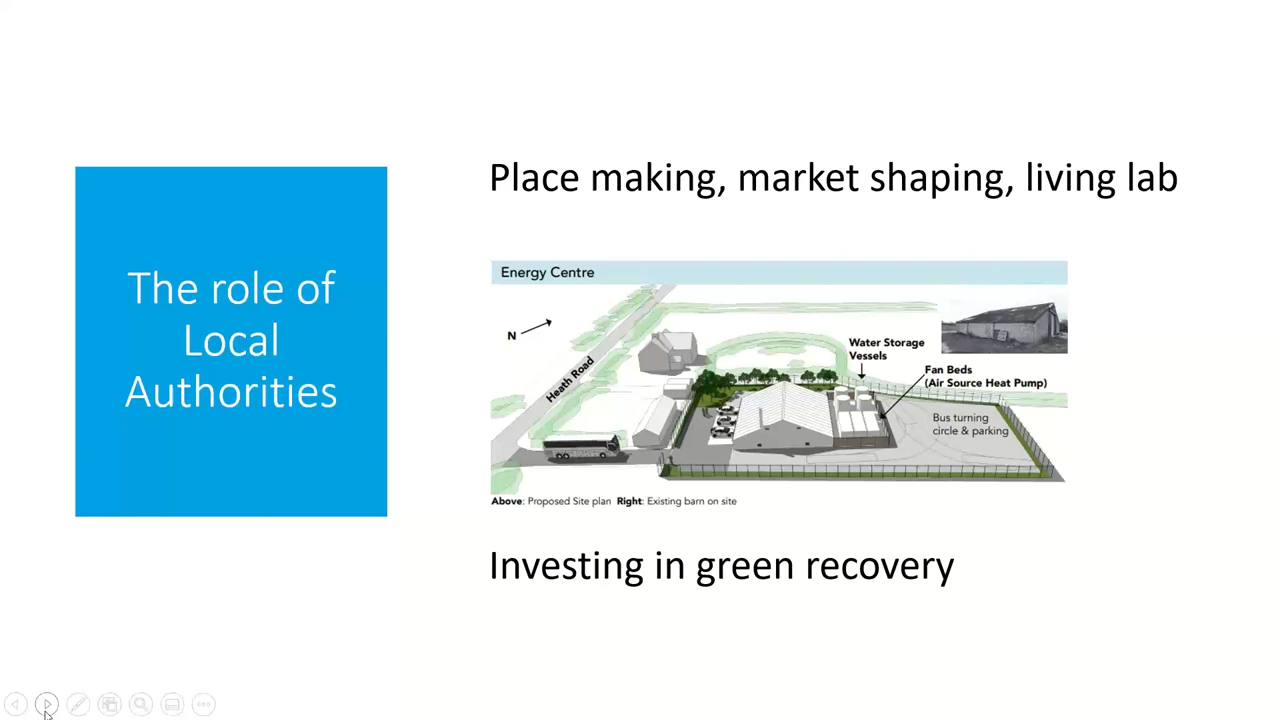 The role of
Local
Authorities
Place making, market shaping, living lab
Energy Centre
N
Heath Road
Water Storage
Vessels
Fan Beds
(Air Source Heat Pump)
Bus turning
circle & parking
Above: Proposed Site plan Right: Existing barn on site
Investing in green recovery